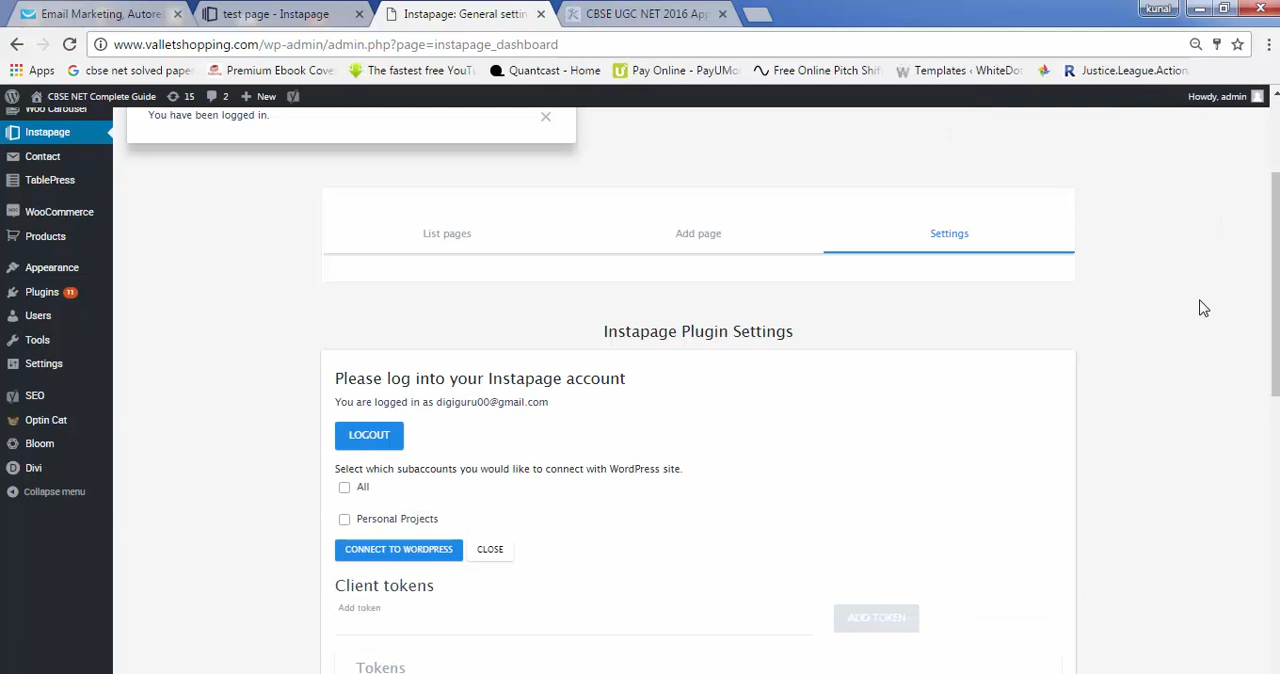 Email Marketing, Autores
test page - Instapage
Instapage: General settin
CBSE UGC NET 2016 App
kunal
www.valletshopping.com/wp-admin/admin.php?page=instapage_dashboard
Apps
cbse net solved pape
Premium Ebook Cove
The fastest free YouT
Quantcast - Home
Pay Online - PayUMo
Free Online Pitch Shif
Templates ‹ WhiteDot
Justice.League.Action
CBSE NET Complete Guide
15
2
+ New
Howdy, admin
Woo Carousel
Instapage
Contact
TablePress
WooCommerce
Products
Appearance
Plugins 11
Users
Tools
Settings
SEO
Optin Cat
Bloom
Divi
Collapse menu
You have been logged in.
List pages
Add page
Settings
Instapage Plugin Settings
Please log into your Instapage account
You are logged in as digiguru00@gmail.com
LOGOUT
Select which subaccounts you would like to connect with WordPress site.
All
Personal Projects
CONNECT TO WORDPRESS
CLOSE
Client tokens
Add token
ADD TOKEN
Tokens